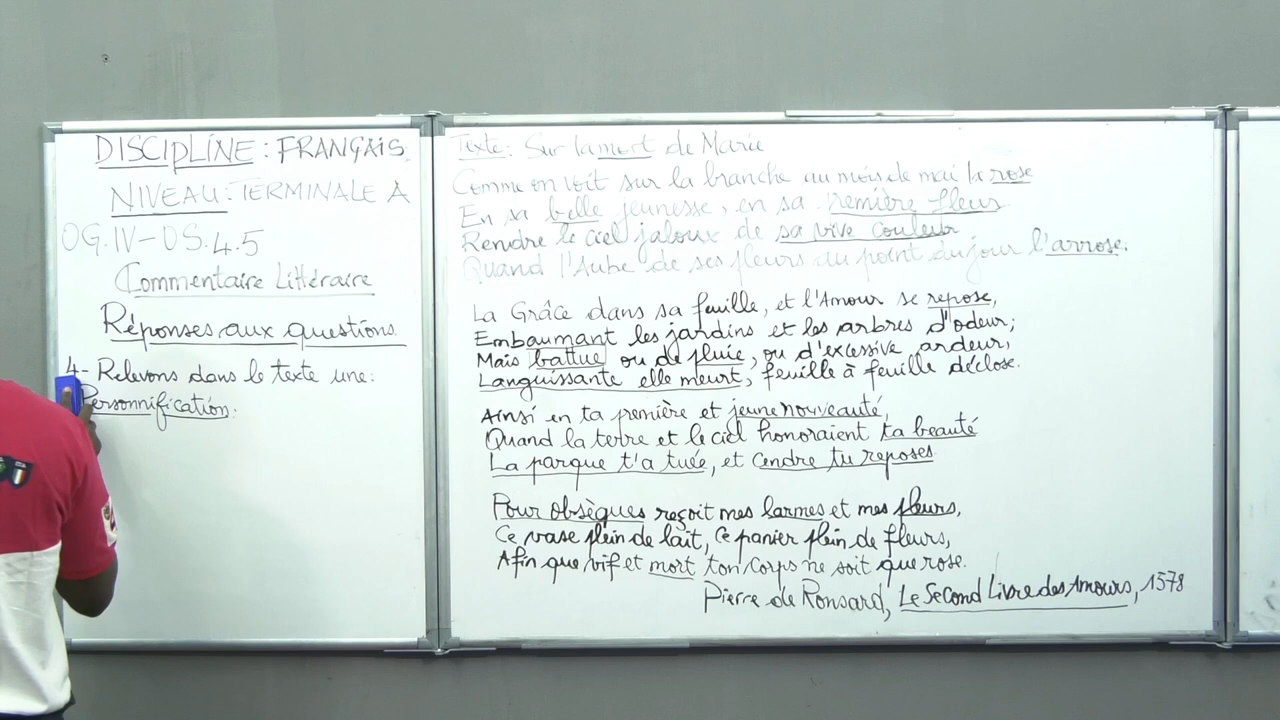 DISCIPLINE : FRANÇAIS
NIVEAU : TERMINALE A
OG.IV-OS.4.5
Commentaire Littéraire
Réponses aux questions
4- Relevons dans le texte une :
Personnification :
Texte : Sur la mort de Marie
Comme on voit sur la branche au mois de mai la rose
En sa belle jeunesse, en sa première fleur
Rendre le ciel jaloux de sa vive couleur
Quand l'Aube de ses fleurs au point du jour l'arrose.
La Grâce dans sa feuille, et l'Amour se repose,
Embaumant les jardins et les arbres d'odeur;
Mais battue ou de pluie, ou d'excessive ardeur,
Languissante elle meurt, feuille à feuille déclose.
Ainsi en ta première et jeune nouveauté,
Quand la terre et le ciel honoraient ta beauté
La parque t'a tuée, et cendre tu reposes
Pour obsèques reçoit mes larmes et mes fleurs,
Ce vase plein de lait, ce panier plein de fleurs,
Afin que vif et mort ton corps ne soit que rose.
Pierre de Ronsard, Le Second Livre des Amours, 1578